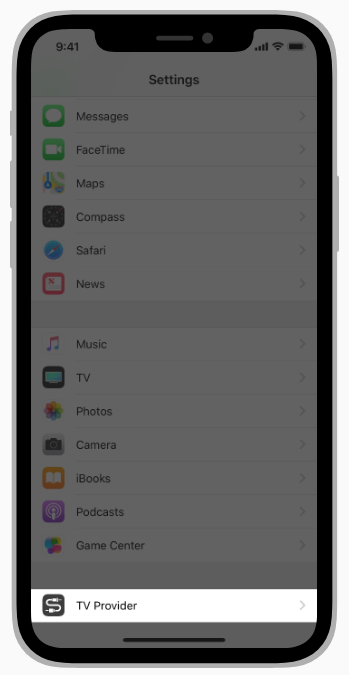 9:41
Settings
Messages
FaceTime
Maps
Compass
Safari
News
Music
TV
Photos
Camera
iBooks
Podcasts
Game Center
TV Provider